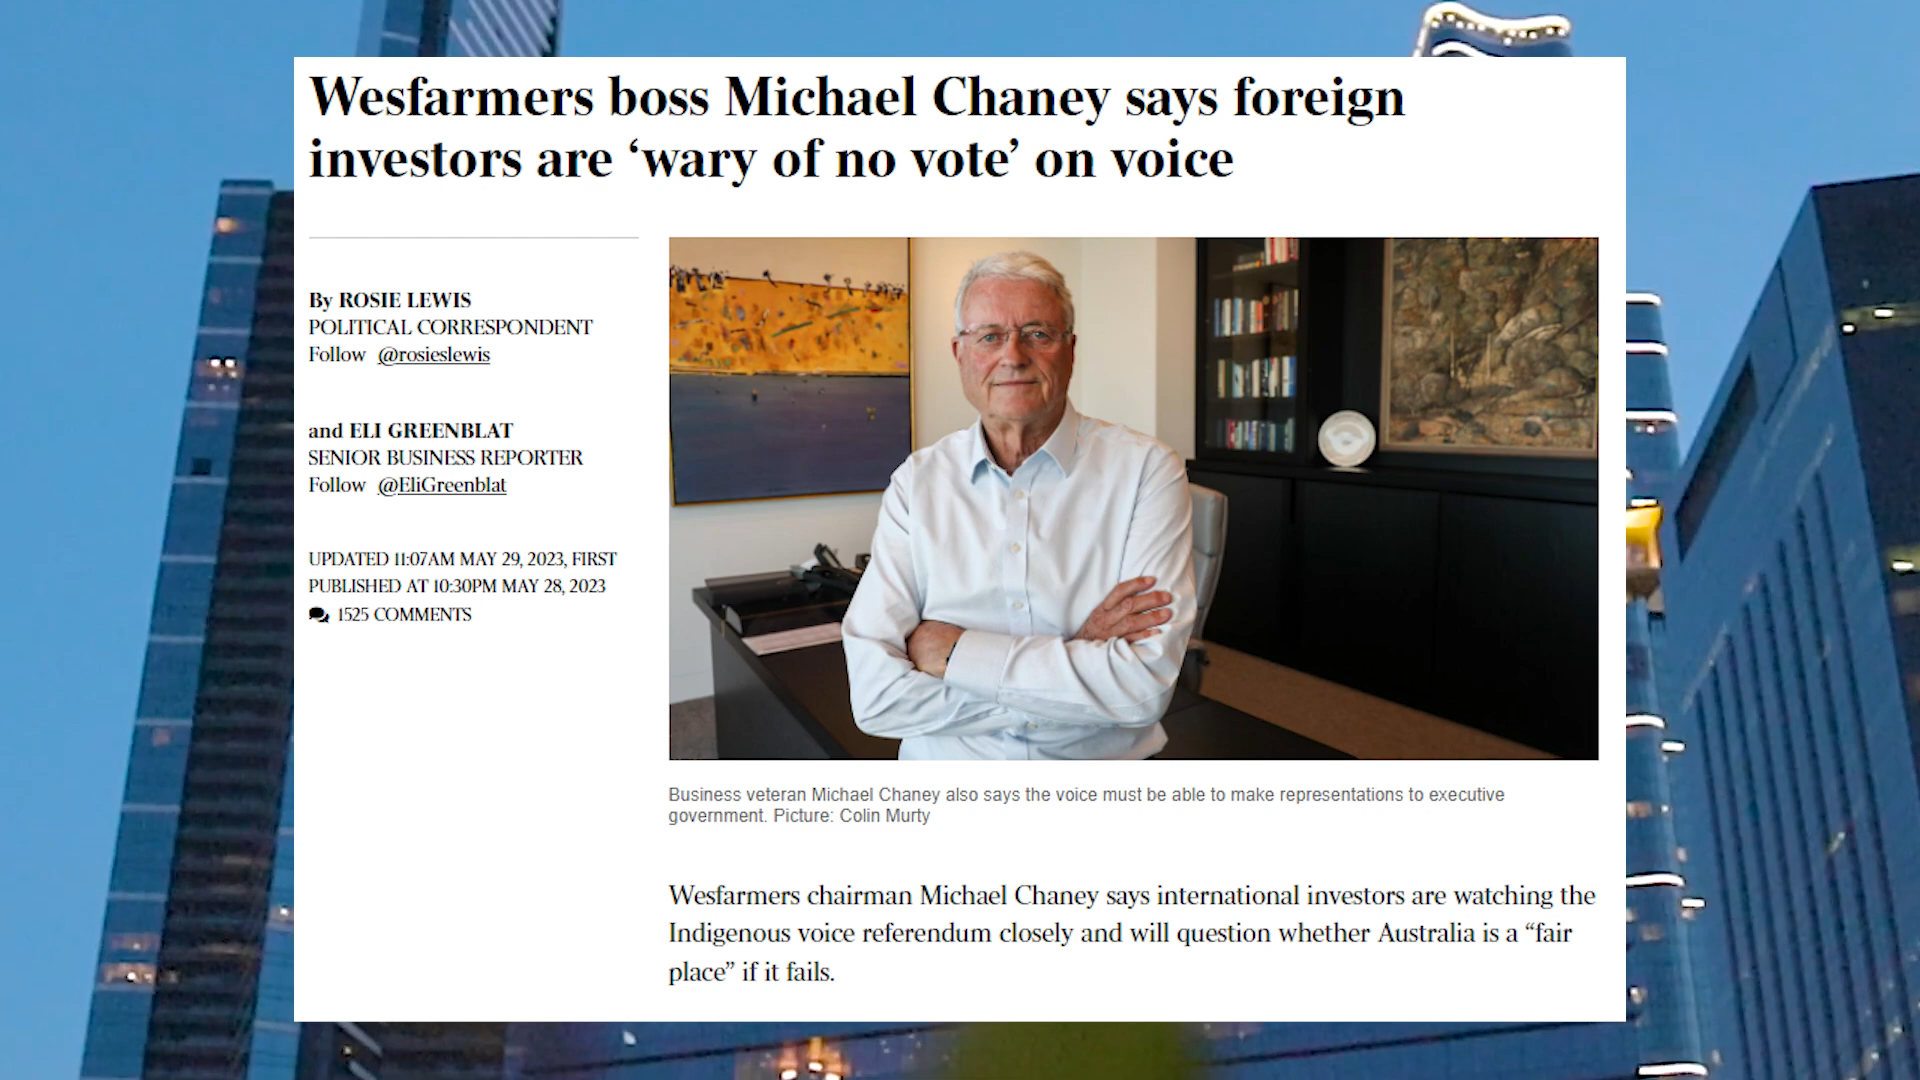 Wesfarmers boss Michael Chaney says foreign
investors are ‘wary of no vote’ on voice
By ROSIE LEWIS
POLITICAL CORRESPONDENT
Follow @rosieslewis
and ELI GREENBLAT
SENIOR BUSINESS REPORTER
Follow @EliGreenblat
UPDATED 11:07AM MAY 29, 2023, FIRST
PUBLISHED AT 10:30PM MAY 28, 2023
1525 COMMENTS
Business veteran Michael Chaney also says the voice must be able to make representations to executive
government. Picture: Colin Murty
Wesfarmers chairman Michael Chaney says international investors are watching the
Indigenous voice referendum closely and will question whether Australia is a “fair
place” if it fails.